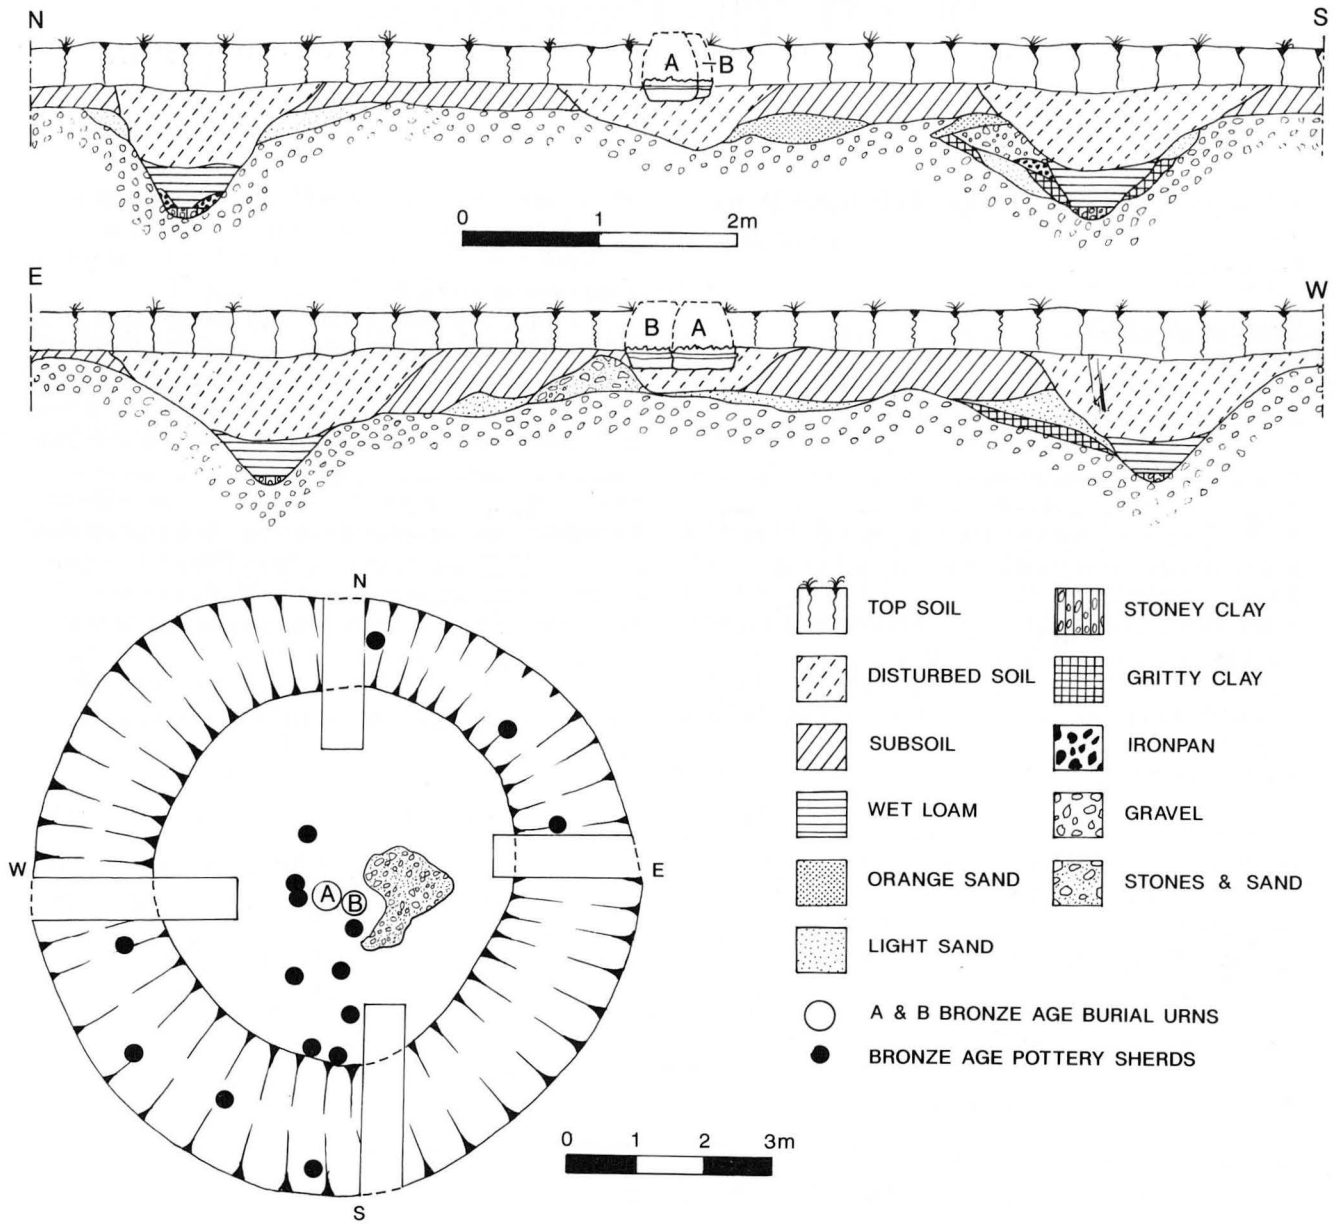 N S
A B
0 1 2m
E W
B A
N
W A B E
S
0 1 2 3m
TOP SOIL STONEY CLAY
DISTURBED SOIL GRITTY CLAY
SUBSOIL IRONPAN
WET LOAM GRAVEL
ORANGE SAND STONES & SAND
LIGHT SAND
A & B BRONZE AGE BURIAL URNS
BRONZE AGE POTTERY SHERDS